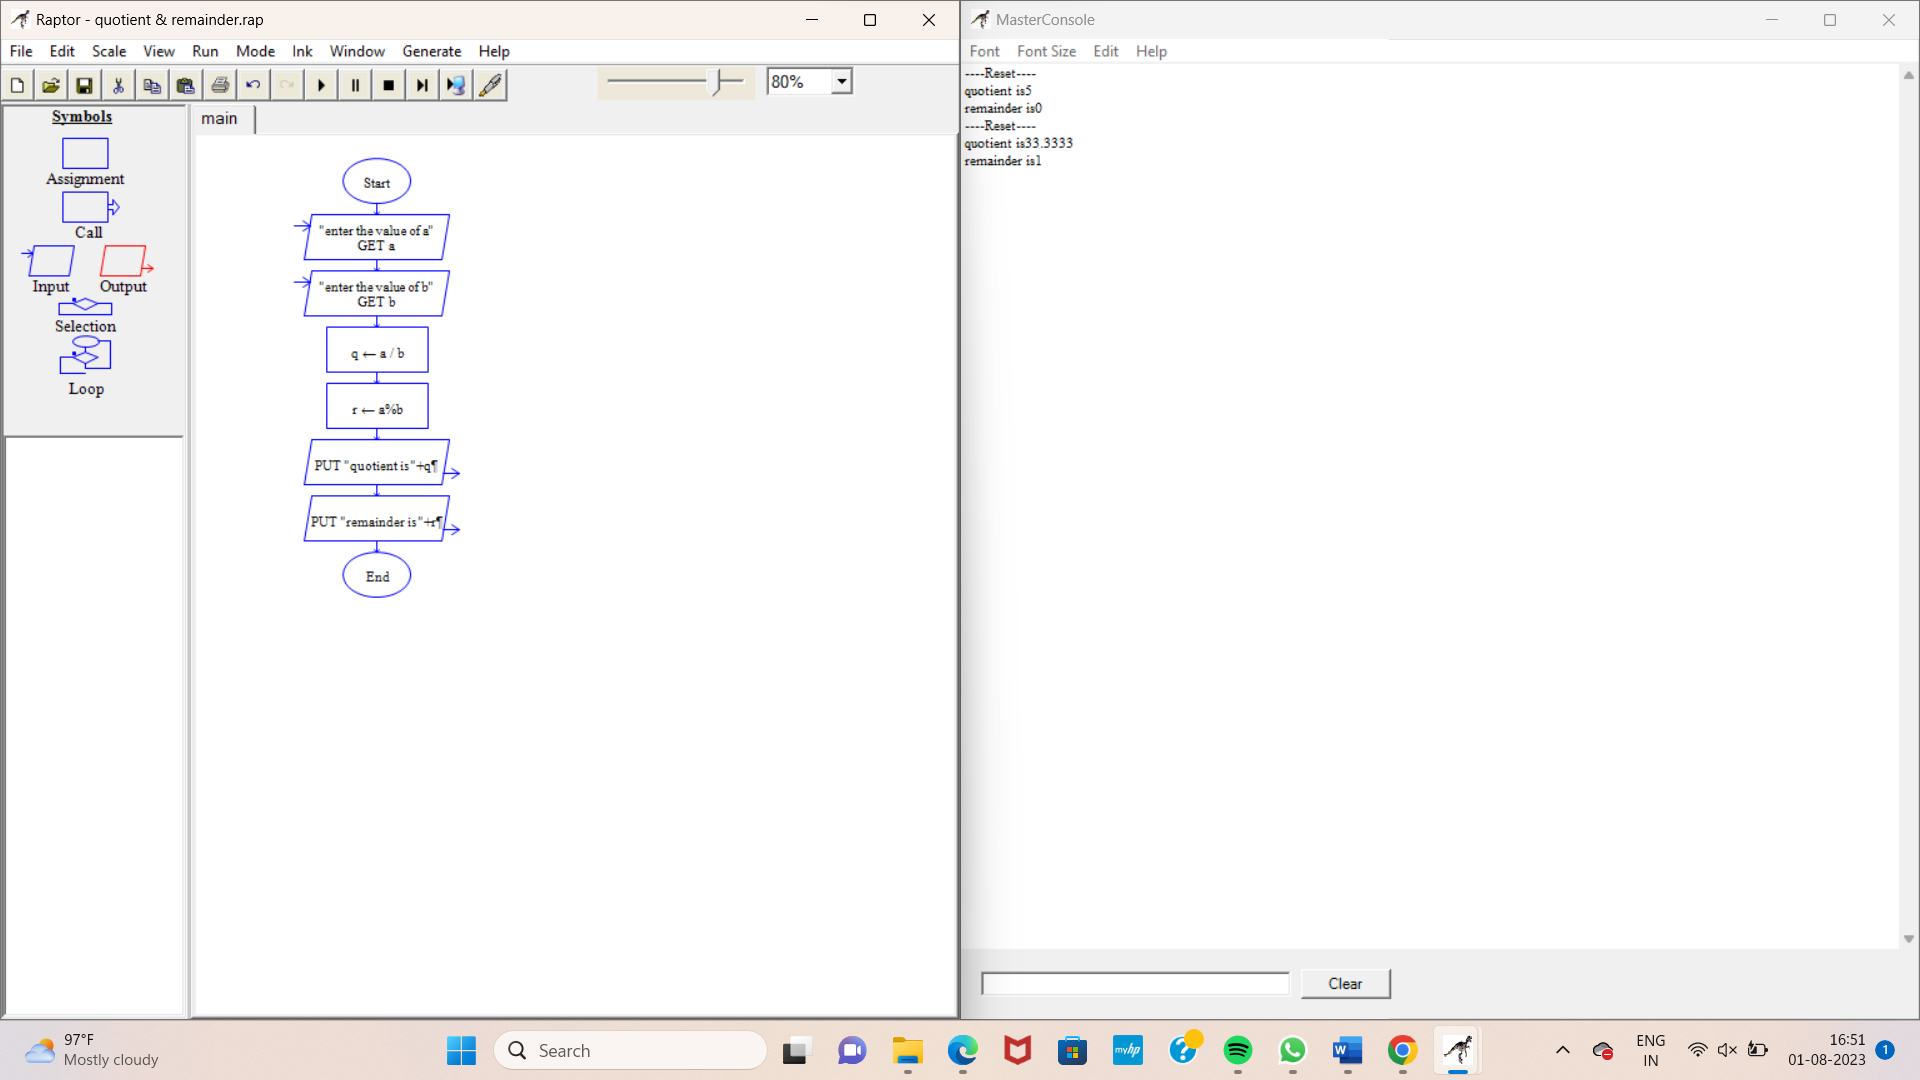 Raptor - quotient & remainder.rap
File Edit Scale View Run Mode Ink Window Generate Help
80%
Symbols
Assignment
Call
Input Output
Selection
Loop
main
Start
"enter the value of a"
GET a
"enter the value of b"
GET b
q ← a / b
r ← a%b
PUT "quotient is"+q¶
PUT "remainder is"+r¶
End
MasterConsole
Font Font Size Edit Help
----Reset----
quotient is5
remainder is0
----Reset----
quotient is33.3333
remainder is1
Clear
97°F
Mostly cloudy
Search
myhp
ENG
IN
16:51
01-08-2023
1